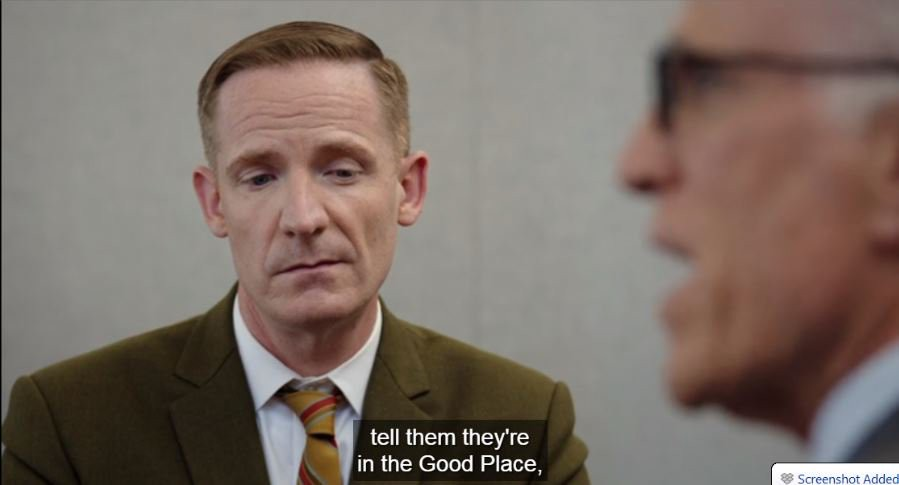 tell them they're
in the Good Place,
Screenshot Added